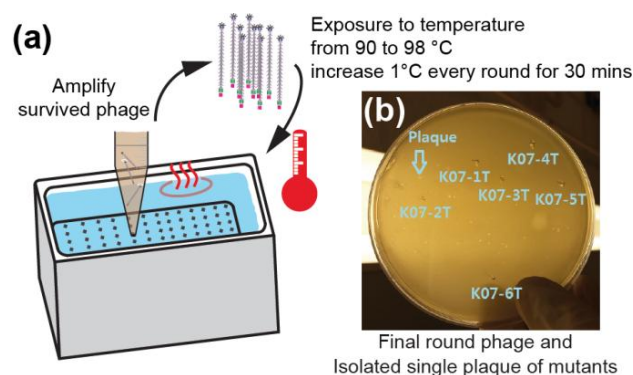 (a)
Exposure to temperature
from 90 to 98 °C
increase 1°C every round for 30 mins
Amplify
survived phage
(b)
Plaque
K07-4T
K07-1T
K07-3T
K07-5T
K07-2T
K07-6T
Final round phage and
Isolated single plaque of mutants